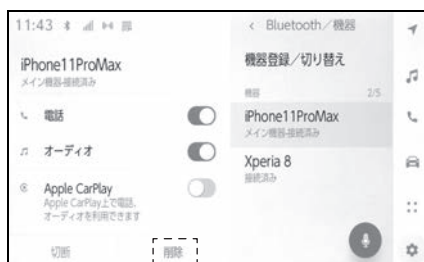 11:43
iPhone11ProMax
メイン機器-接続済み
電話
オーディオ
Apple CarPlay
Apple CarPlay上で電話、
オーディオを利用できます
切断
削除
< Bluetooth／機器
機器登録／切り替え
機器 2/5
iPhone11ProMax
メイン機器-接続済み
Xperia 8
接続済み